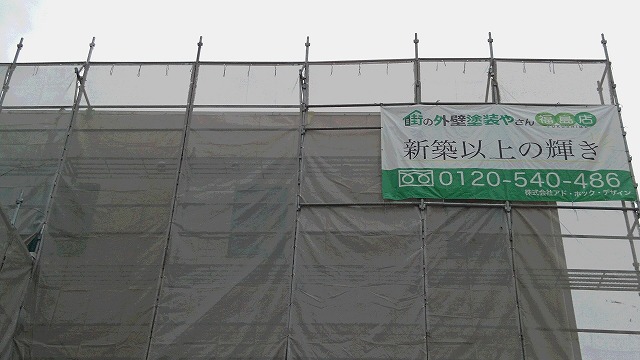 街の外壁塗装やさん 福島店
FUKUSHIMA
新築以上の輝き
0120-540-486
株式会社アド・ホック・デザイン